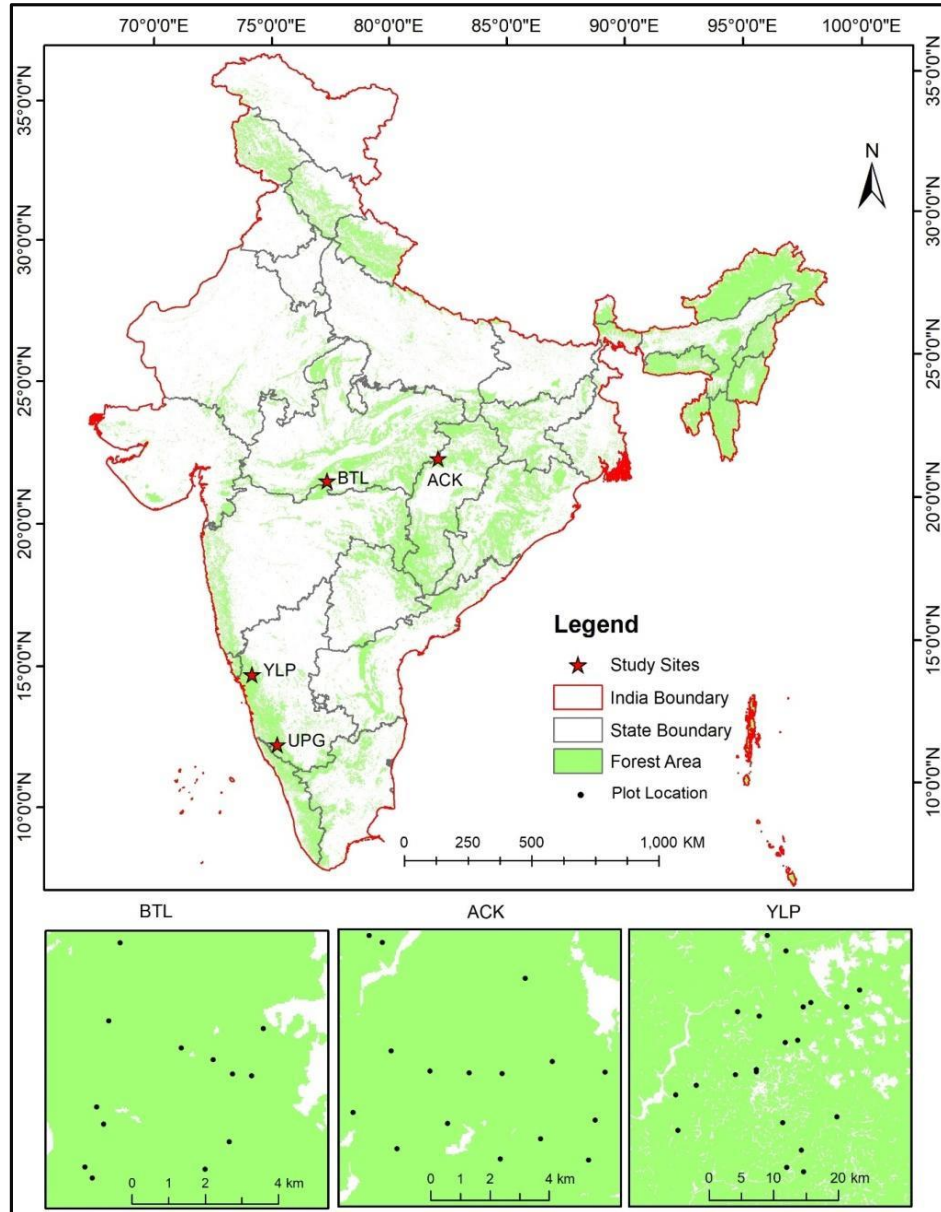 70°0'0"E 75°0'0"E 80°0'0"E 85°0'0"E 90°0'0"E 95°0'0"E 100°0'0"E
35°0'0"N
35°0'0"N
N
30°0'0"N
30°0'0"N
25°0'0"N
25°0'0"N
BTL
ACK
20°0'0"N
20°0'0"N
Legend
YLP
Study Sites
15°0'0"N
15°0'0"N
India Boundary
State Boundary
UPG
Forest Area
Plot Location
10°0'0"N
10°0'0"N
0 250 500 1,000 KM
BTL ACK YLP
0 2 4 km
0 1 2 4 km
0 5 10 20 km